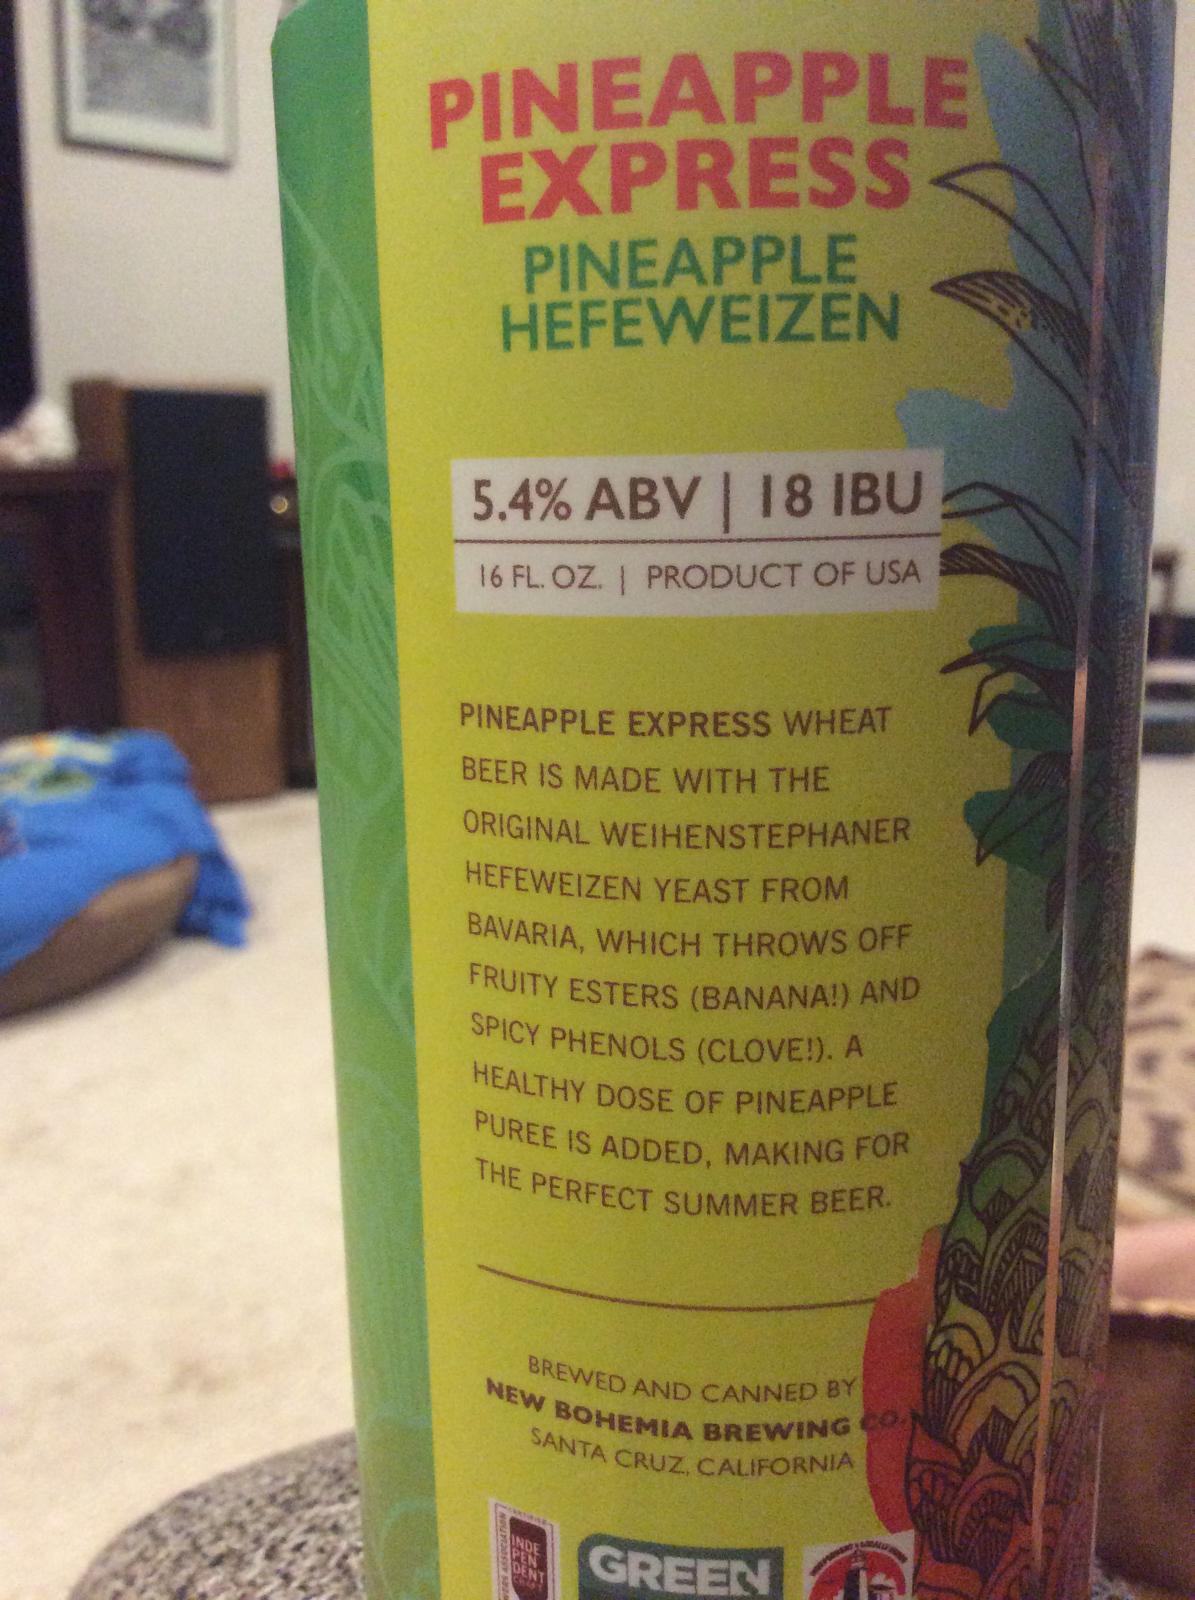 PINEAPPLE
EXPRESS
PINEAPPLE
HEFEWEIZEN
5.4% ABV | 18 IBU
16 FL. OZ. | PRODUCT OF USA
PINEAPPLE EXPRESS WHEAT
BEER IS MADE WITH THE
ORIGINAL WEIHENSTEPHANER
HEFEWEIZEN YEAST FROM
BAVARIA, WHICH THROWS OFF
FRUITY ESTERS (BANANA!) AND
SPICY PHENOLS (CLOVE!). A
HEALTHY DOSE OF PINEAPPLE
PUREE IS ADDED, MAKING FOR
THE PERFECT SUMMER BEER.
BREWED AND CANNED BY
NEW BOHEMIA BREWING CO.
SANTA CRUZ, CALIFORNIA
CERTIFIED
INDE
PEN
DENT
CRAFT
GREEN